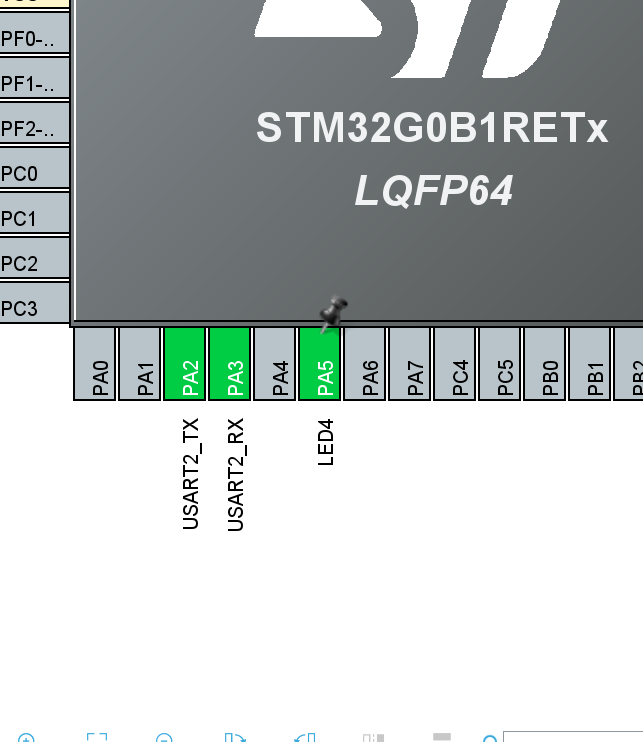 PF0-..
PF1-..
PF2-..
PC0
PC1
PC2
PC3
STM32G0B1RETx
LQFP64
PA0
PA1
PA2
PA3
PA4
PA5
PA6
PA7
PC4
PC5
PB0
PB1
PB2
USART2_TX
USART2_RX
LED4